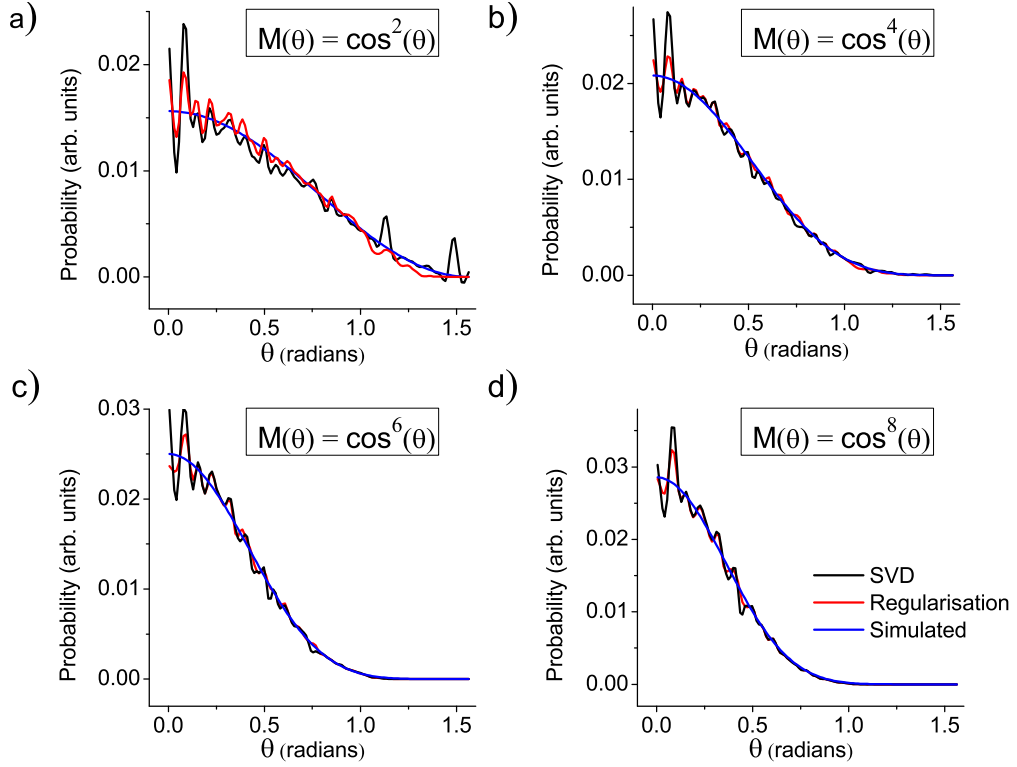 a)
M(θ) = cos²(θ)
Probability (arb. units)
0.02
0.01
0.00
0.0 0.5 1.0 1.5
θ (radians)
b)
M(θ) = cos⁴(θ)
Probability (arb. units)
0.02
0.01
0.00
0.0 0.5 1.0 1.5
θ (radians)
c)
M(θ) = cos⁶(θ)
Probability (arb. units)
0.03
0.02
0.01
0.00
0.0 0.5 1.0 1.5
θ (radians)
d)
M(θ) = cos⁸(θ)
Probability (arb. units)
0.03
0.02
0.01
0.00
0.0 0.5 1.0 1.5
θ (radians)
SVD
Regularisation
Simulated